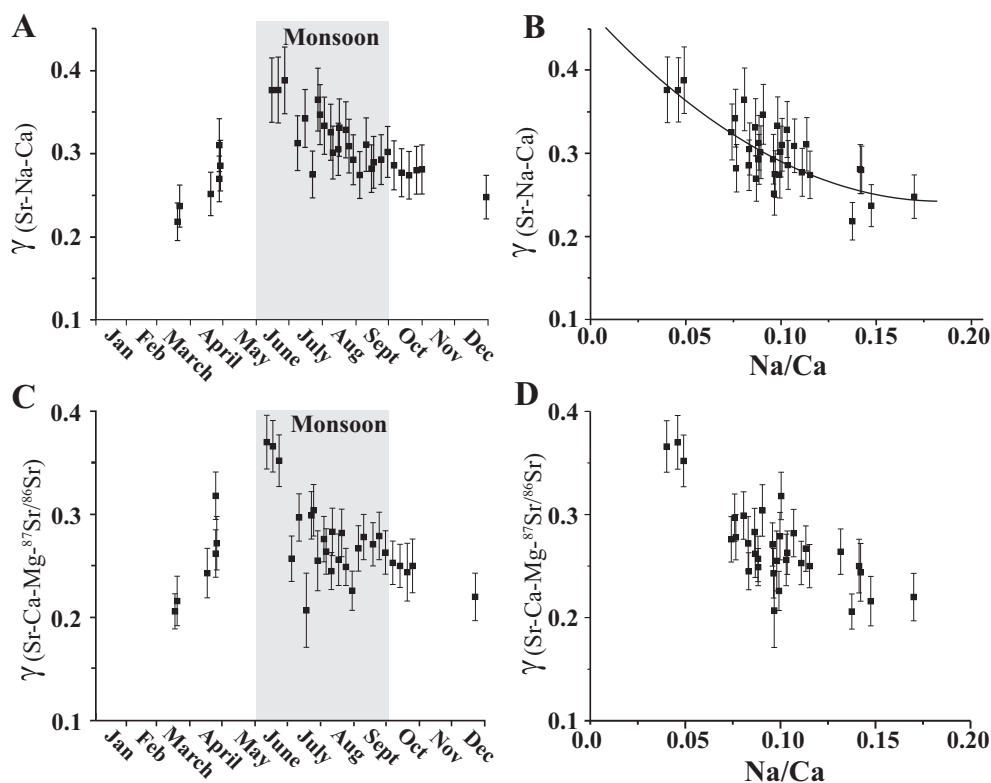 A
Monsoon
γ (Sr-Na-Ca)
0.4
0.3
0.2
0.1
Jan Feb March April May June July Aug Sept Oct Nov Dec
B
γ (Sr-Na-Ca)
0.4
0.3
0.2
0.1
0.0 0.05 0.10 0.15 0.20
Na/Ca
C
Monsoon
γ (Sr-Ca-Mg-⁸⁷Sr/⁸⁶Sr)
0.4
0.3
0.2
0.1
Jan Feb March April May June July Aug Sept Oct Nov Dec
D
γ (Sr-Ca-Mg-⁸⁷Sr/⁸⁶Sr)
0.4
0.3
0.2
0.1
0.00 0.05 0.10 0.15 0.20
Na/Ca